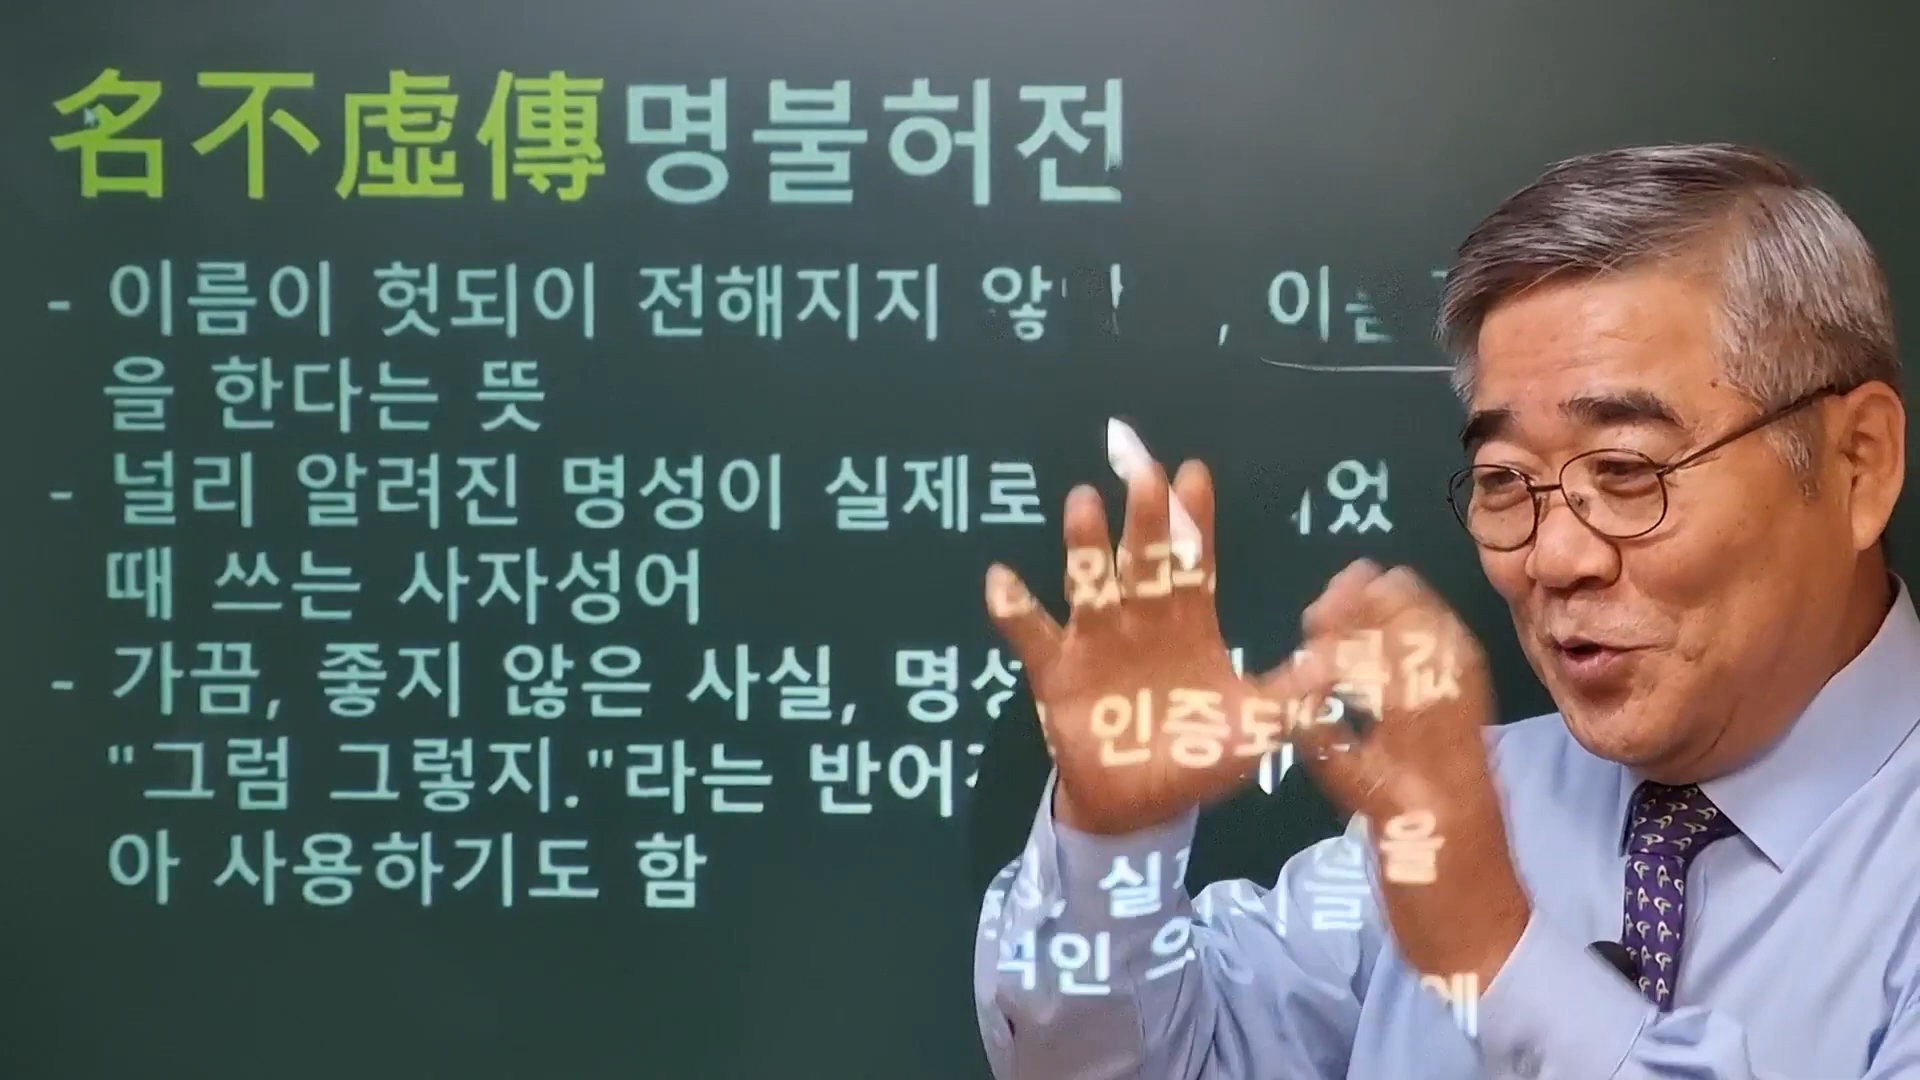 名不虛傳명불허전
- 이름이 헛되이 전해지지 않
을 한다는 뜻
- 널리 알려진 명성이 실제로 인증되었을
때 쓰는 사자성어
- 가끔, 좋지 않은 사실, 명성
"그럼 그렇지."라는 반어적인
아 사용하기도 함